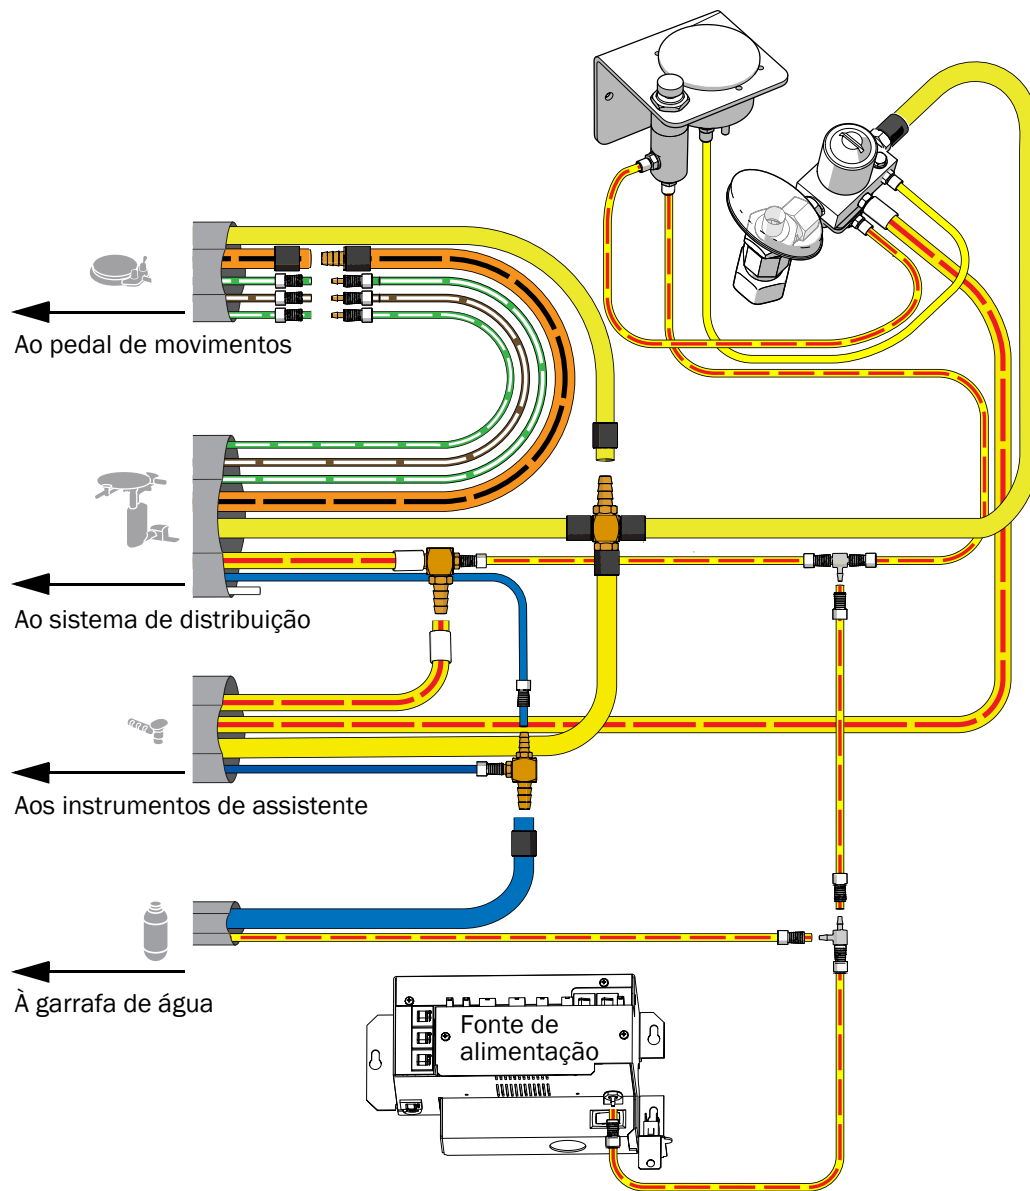 Ao pedal de movimentos
Ao sistema de distribuição
Aos instrumentos de assistente
À garrafa de água
Fonte de
alimentação